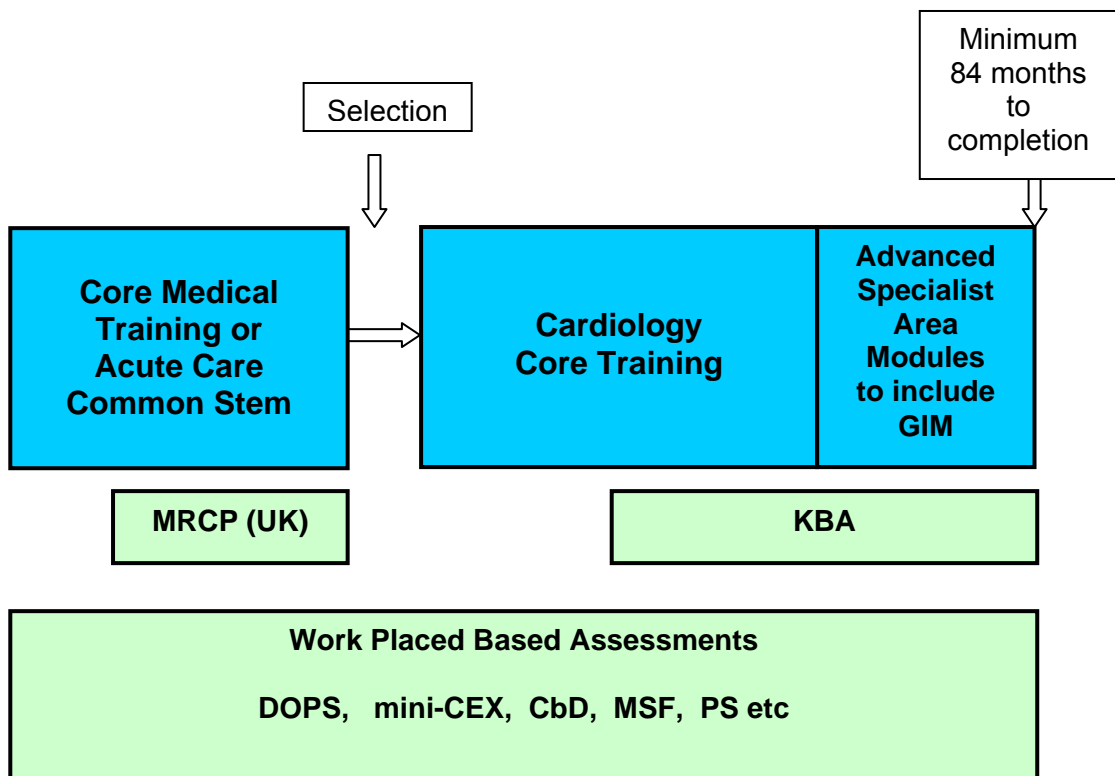 Minimum
84 months
to
completion
Selection
Core Medical
Training or
Acute Care
Common Stem
Cardiology
Core Training
Advanced
Specialist
Area
Modules
to include
GIM
MRCP (UK)
KBA
Work Placed Based Assessments
DOPS, mini-CEX, CbD, MSF, PS etc